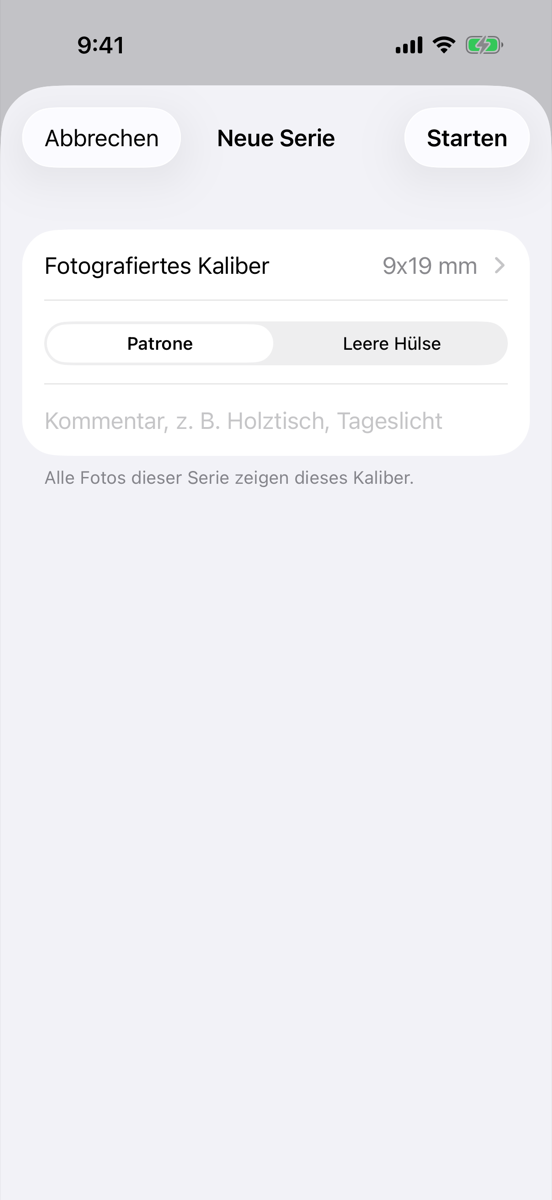 9:41
Abbrechen Neue Serie Starten
Fotografiertes Kaliber 9x19 mm
Patrone Leere Hülse
Kommentar, z. B. Holztisch, Tageslicht
Alle Fotos dieser Serie zeigen dieses Kaliber.